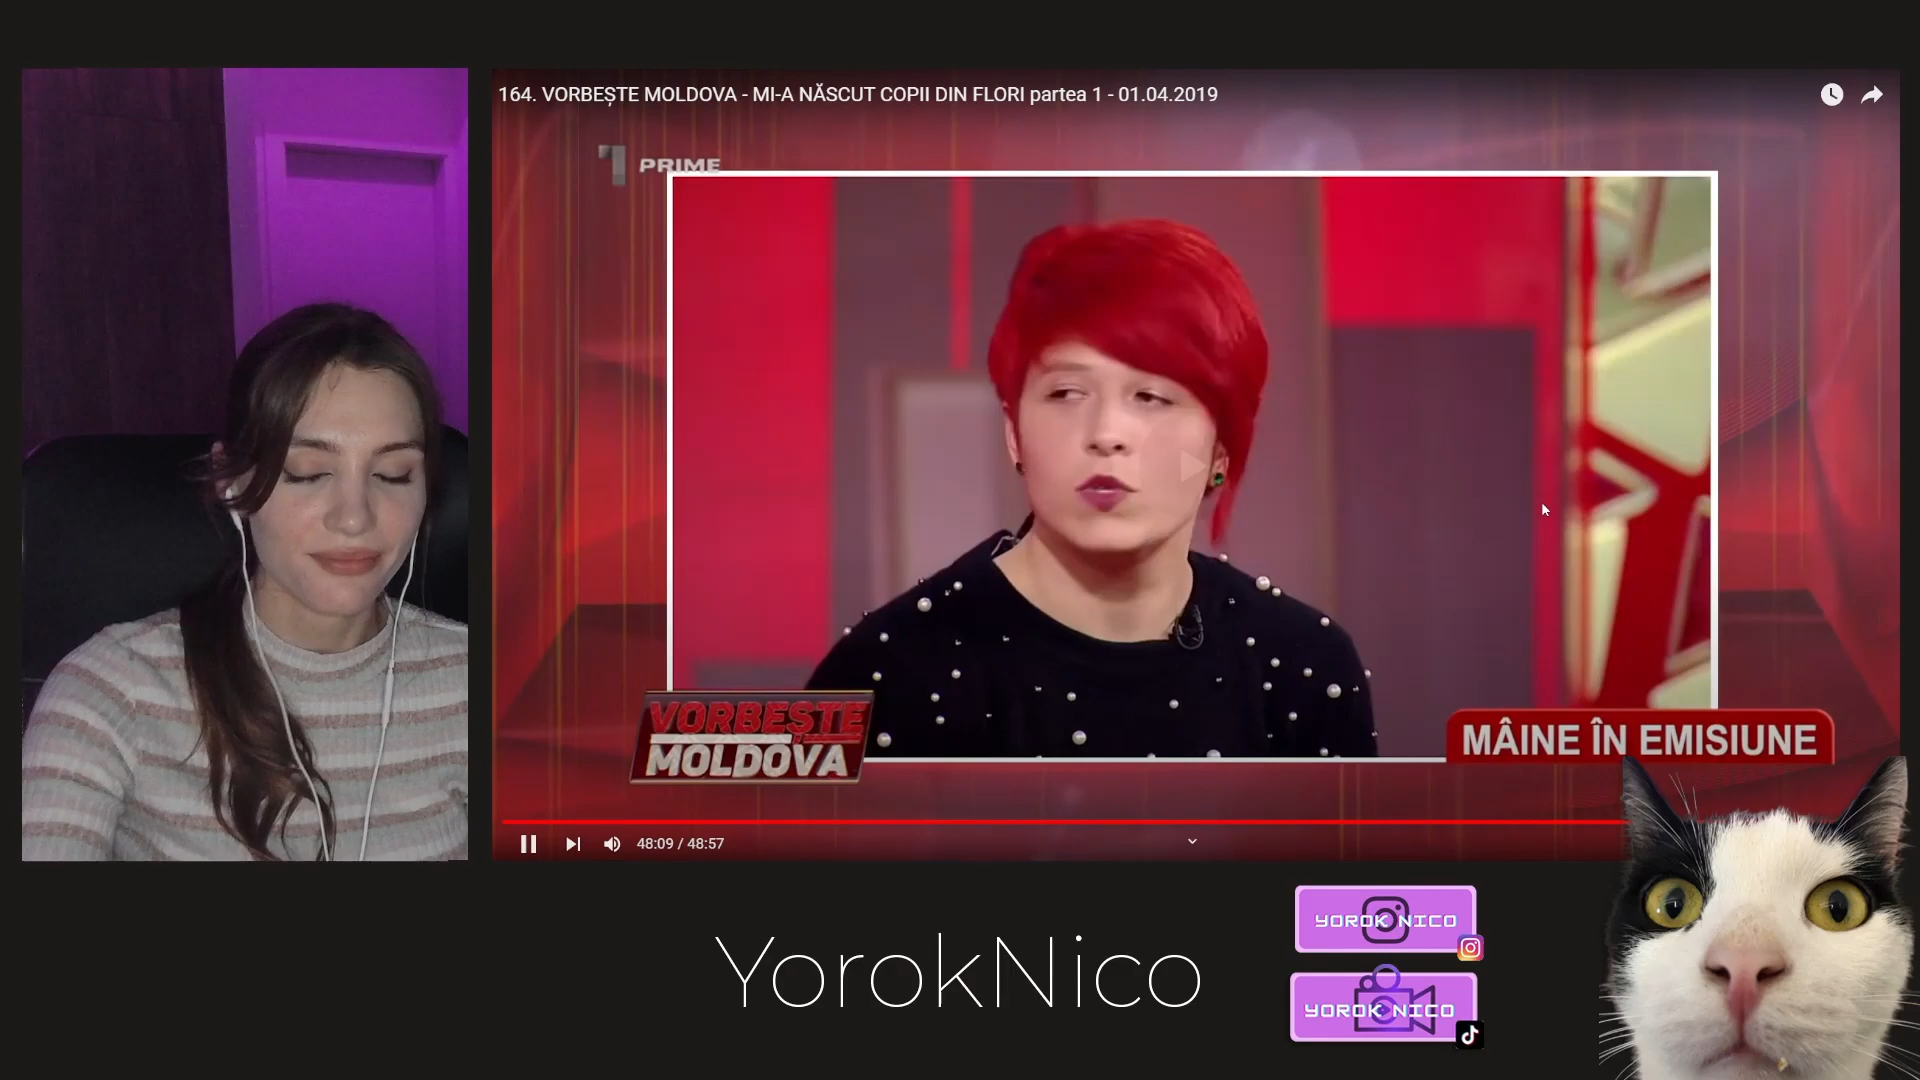 164. VORBEȘTE MOLDOVA - MI-A NĂSCUT COPII DIN FLORI partea 1 - 01.04.2019
1 PRIME
VORBEȘTE
MOLDOVA
MÂINE ÎN EMISIUNE
48:09 / 48:57
YorokNico
YOROK NICO
YOROK NICO